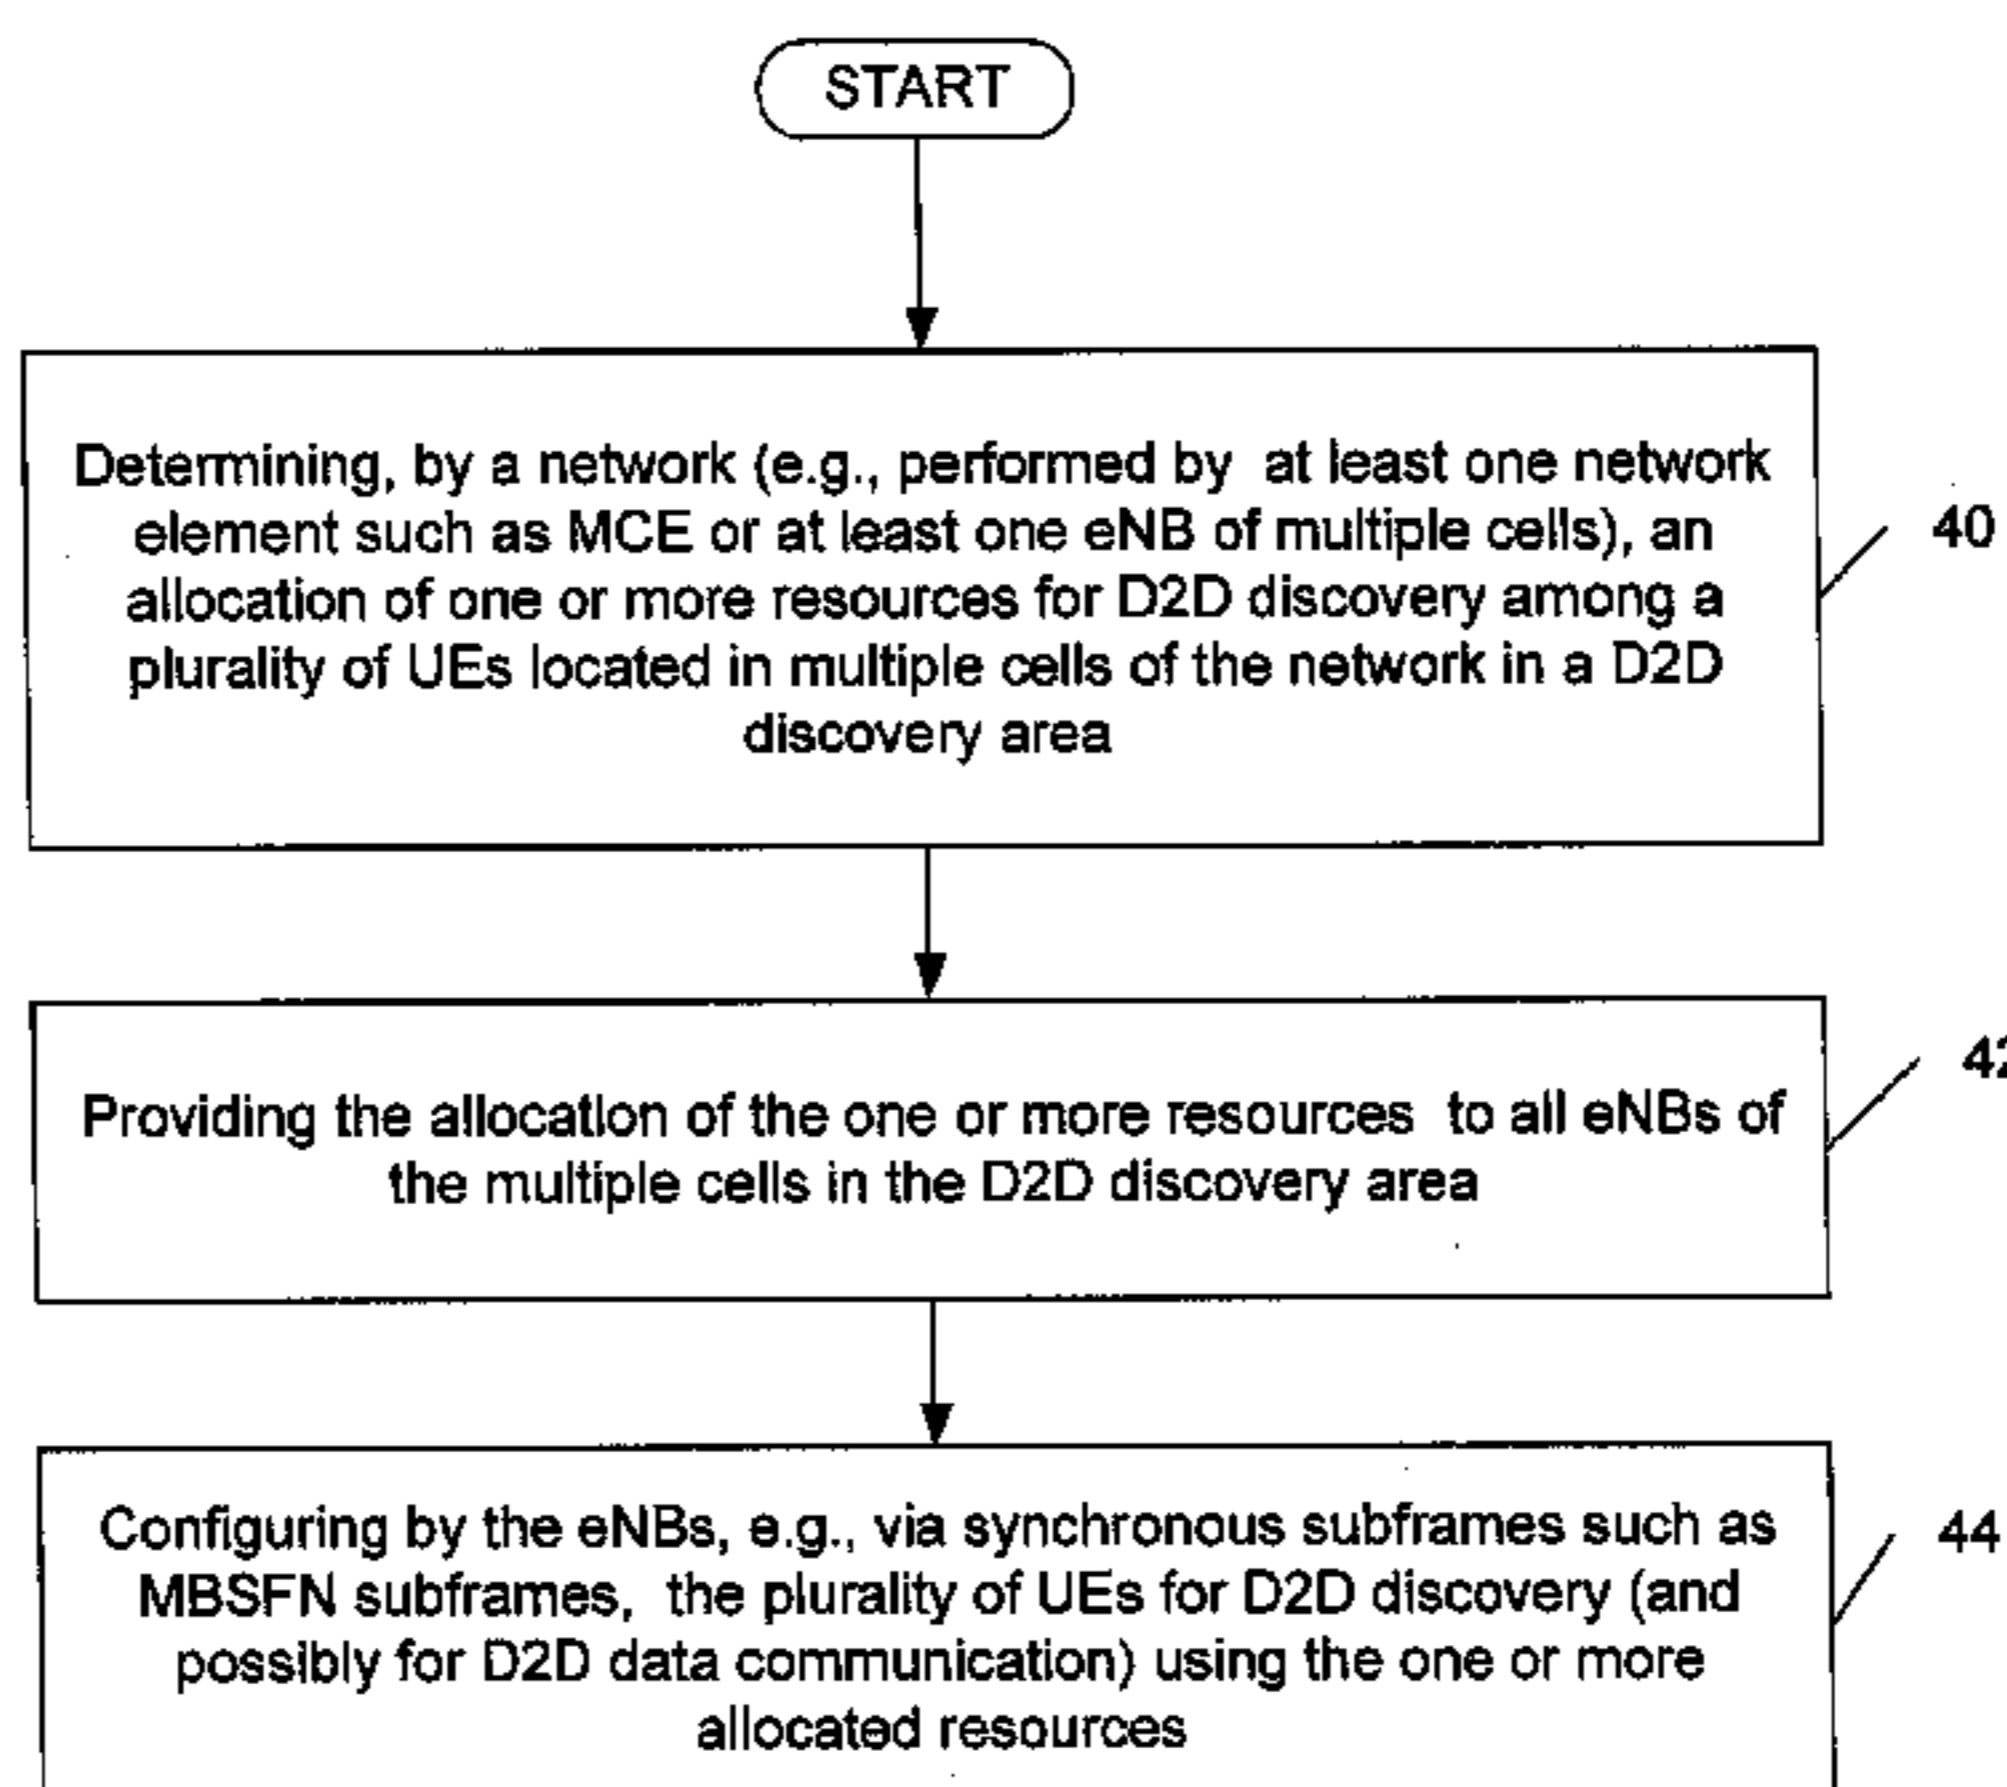 START
Determining, by a network (e.g., performed by at least one network
element such as MCE or at least one eNB of multiple cells), an
allocation of one or more resources for D2D discovery among a
plurality of UEs located in multiple cells of the network in a D2D
discovery area
40
Providing the allocation of the one or more resources to all eNBs of
the multiple cells in the D2D discovery area
42
Configuring by the eNBs, e.g., via synchronous subframes such as
MBSFN subframes, the plurality of UEs for D2D discovery (and
possibly for D2D data communication) using the one or more
allocated resources
44